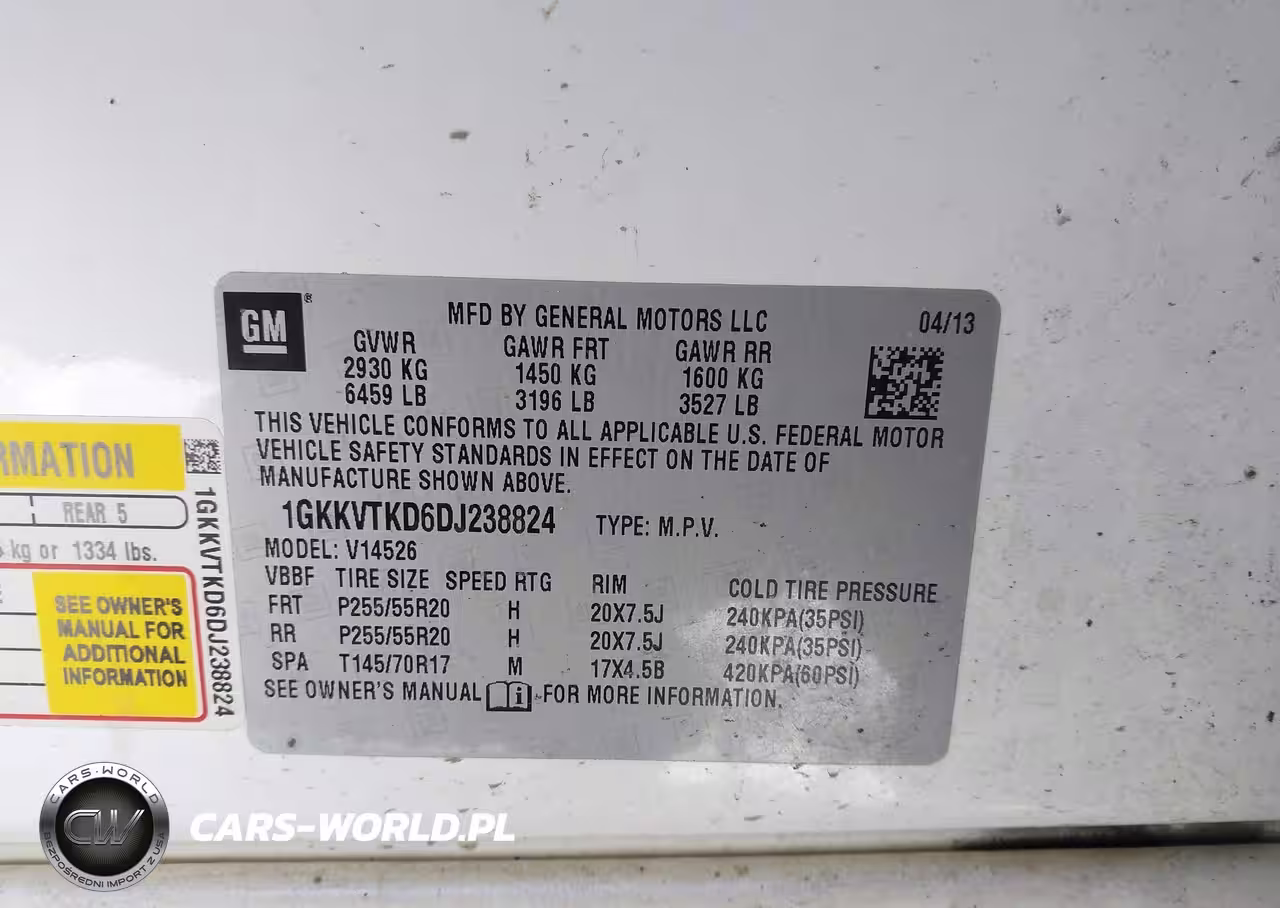 GM ®
MFD BY GENERAL MOTORS LLC 04/13
GVWR GAWR FRT GAWR RR
2930 KG 1450 KG 1600 KG
6459 LB 3196 LB 3527 LB
THIS VEHICLE CONFORMS TO ALL APPLICABLE U.S. FEDERAL MOTOR
VEHICLE SAFETY STANDARDS IN EFFECT ON THE DATE OF
MANUFACTURE SHOWN ABOVE.
1GKKVTKD6DJ238824 TYPE: M.P.V.
MODEL: V14526
VBBF TIRE SIZE SPEED RTG RIM COLD TIRE PRESSURE
FRT P255/55R20 H 20X7.5J 240KPA(35PSI)
RR P255/55R20 H 20X7.5J 240KPA(35PSI)
SPA T145/70R17 M 17X4.5B 420KPA(60PSI)
SEE OWNER'S MANUAL i FOR MORE INFORMATION.
RMATION
REAR 5
kg or 1334 lbs.
SEE OWNER'S
MANUAL FOR
ADDITIONAL
INFORMATION
1GKKVTKD6DJ238824
CARS-WORLD
CW
BEZPOŚREDNI IMPORT Z USA
CARS-WORLD.PL